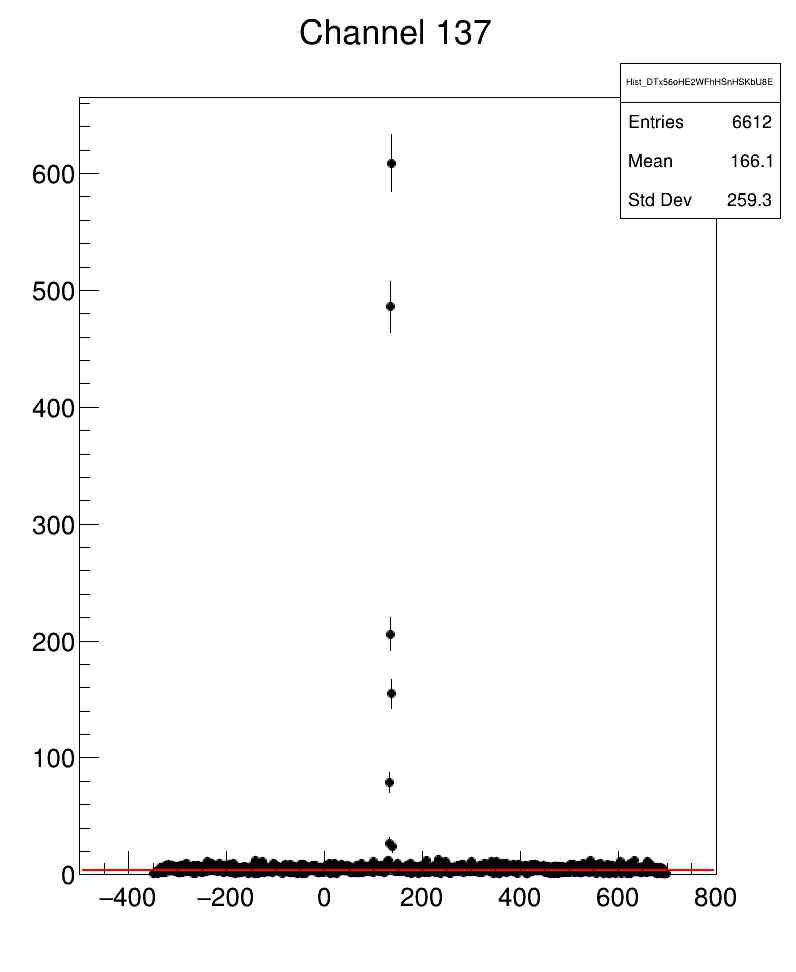 Channel 137
Hist_DTx56oHE2WFhHSnHSKbU8E
Entries 6612
Mean 166.1
Std Dev 259.3
600
500
400
300
200
100
0
−400 −200 0 200 400 600 800